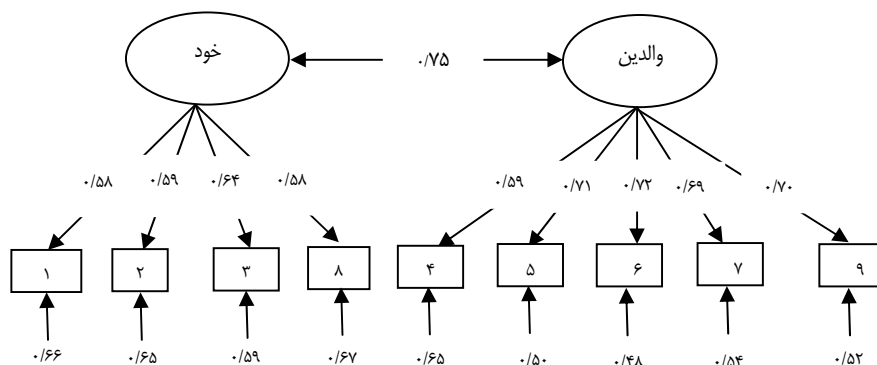 خود ۰/۷۵ والدین
۰/۵۸ ۰/۵۹ ۰/۶۴ ۰/۵۸ ۰/۵۹ ۰/۷۱ ۰/۷۲ ۰/۶۹ ۰/۷۰
۱ ۲ ۳ ۸ ۴ ۵ ۶ ۷ ۹
۰/۶۶ ۰/۶۵ ۰/۵۹ ۰/۶۷ ۰/۶۵ ۰/۵۰ ۰/۴۸ ۰/۵۴ ۰/۵۲